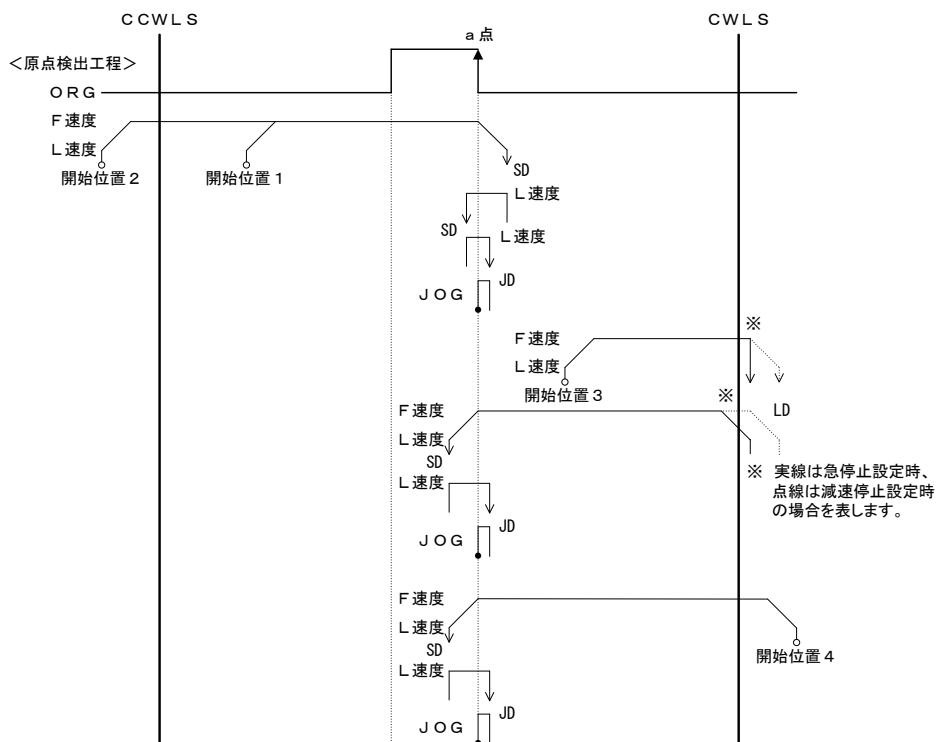 ＣＣＷＬＳ
ＣＷＬＳ
ａ点
＜原点検出工程＞
ＯＲＧ
Ｆ速度
Ｌ速度
開始位置２
開始位置１
SD
Ｌ速度
SD
Ｌ速度
JD
ＪＯＧ
※
Ｆ速度
Ｌ速度
開始位置３
※
LD
Ｆ速度
Ｌ速度
SD
※ 実線は急停止設定時、
点線は減速停止設定時
の場合を表します。
Ｌ速度
JD
ＪＯＧ
Ｆ速度
Ｌ速度
SD
開始位置４
Ｌ速度
JD
ＪＯＧ